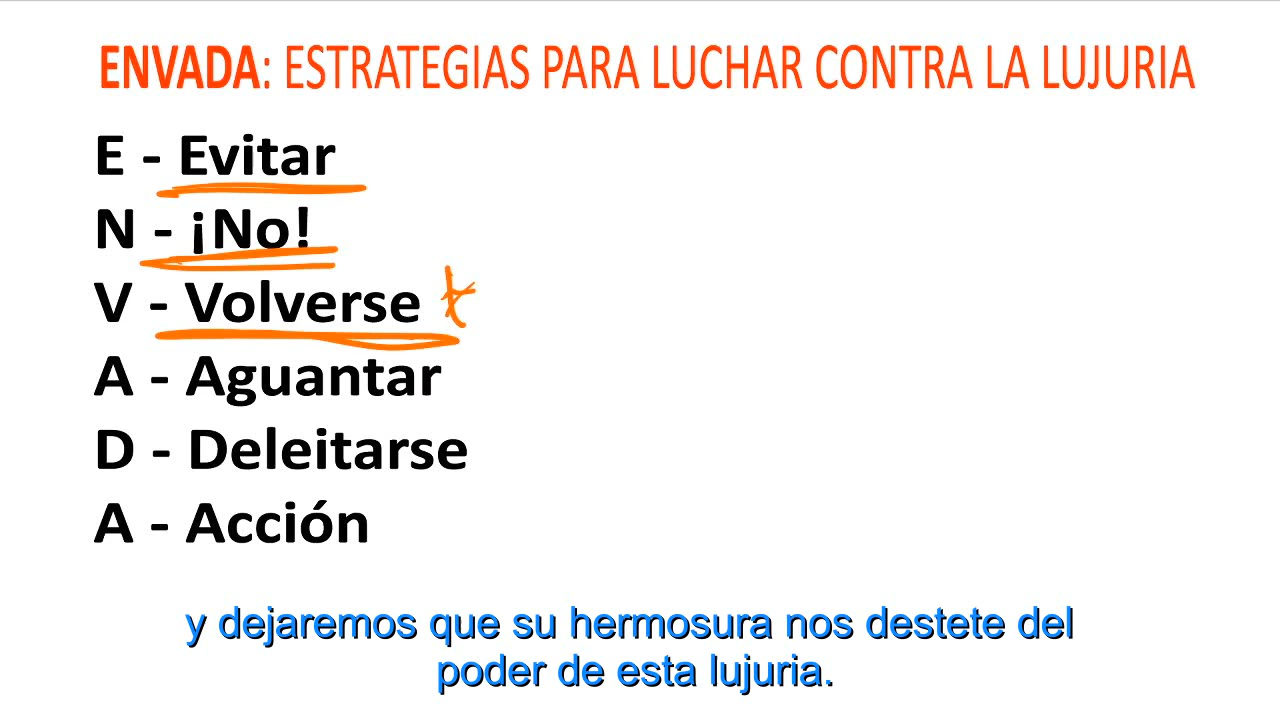 ENVADA: ESTRATEGIAS PARA LUCHAR CONTRA LA LUJURIA
E - Evitar
N - ¡No!
V - Volverse
A - Aguantar
D - Deleitarse
A - Acción
y dejaremos que su hermosura nos destete del
poder de esta lujuria.